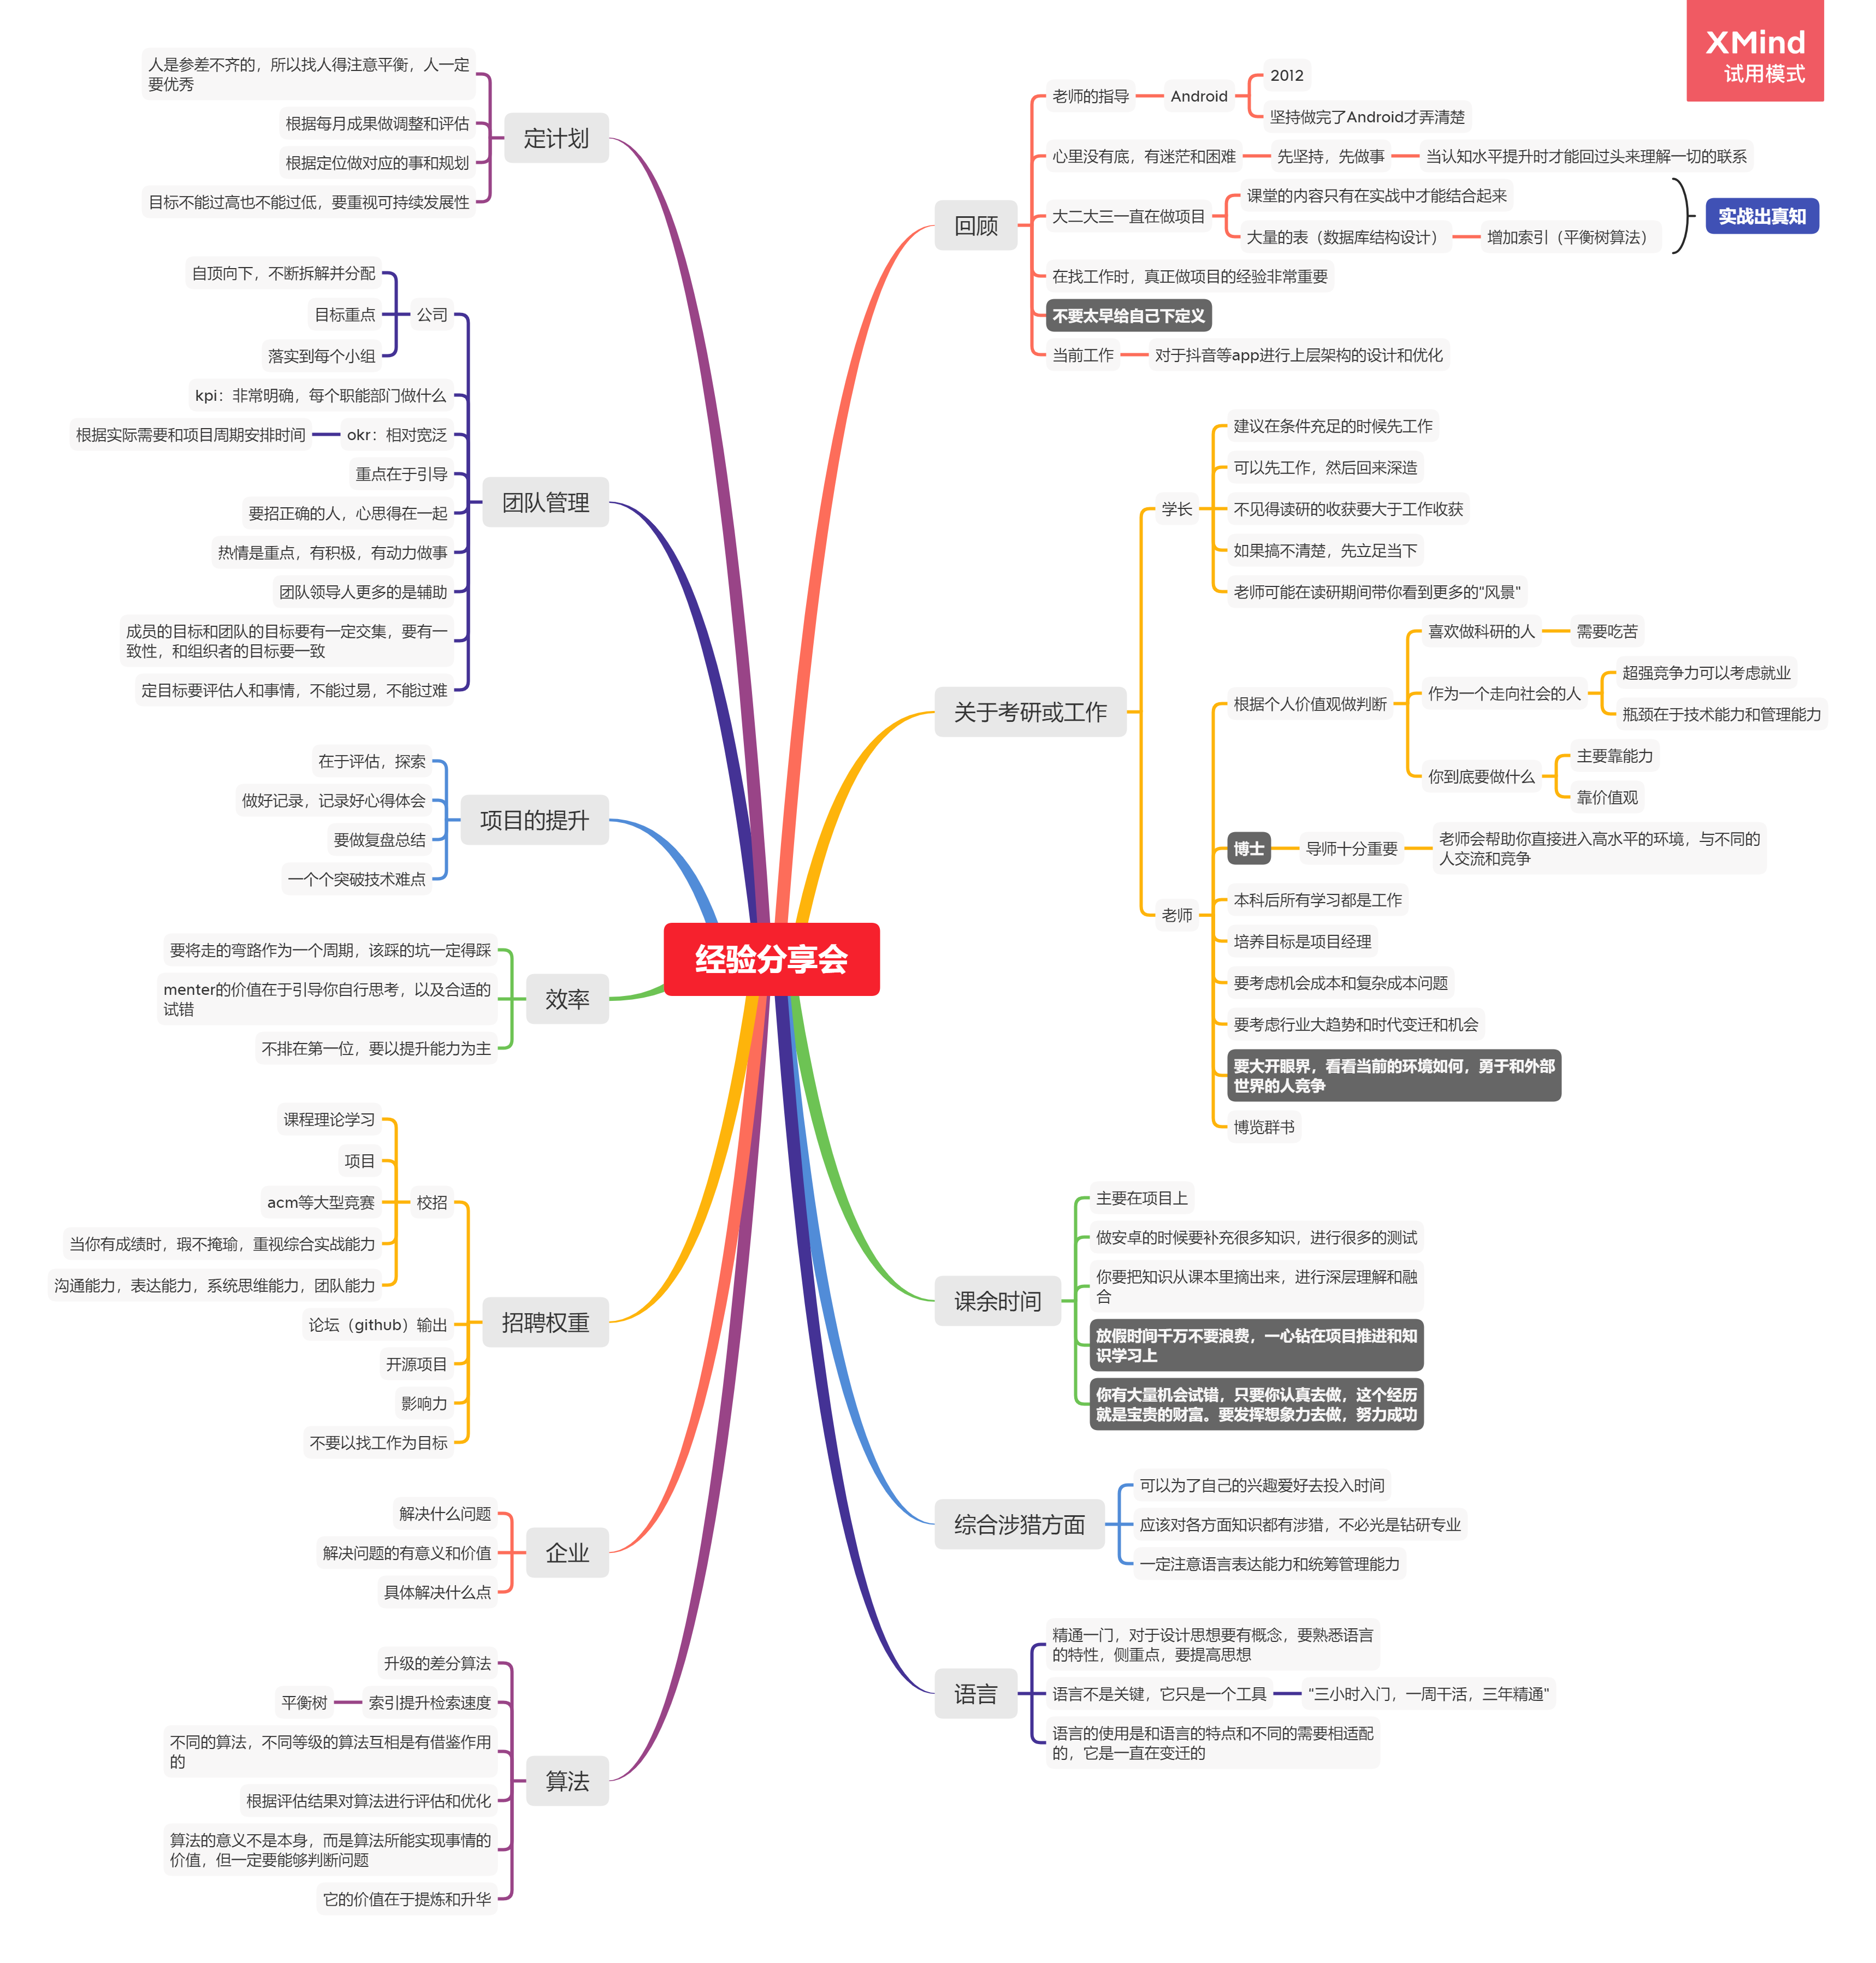 XMind
试用模式
经验分享会
回顾
老师的指导
Android
2012
坚持做完了Android才弄清楚
心里没有底，有迷茫和困难
先坚持，先做事
当认知水平提升时才能回过头来理解一切的联系
大二大三一直在做项目
课堂的内容只有在实战中才能结合起来
大量的表（数据库结构设计）
增加索引（平衡树算法）
实战出真知
在找工作时，真正做项目的经验非常重要
不要太早给自己下定义
当前工作
对于抖音等app进行上层架构的设计和优化
关于考研或工作
学长
建议在条件充足的时候先工作
可以先工作，然后回来深造
不见得读研的收获要大于工作收获
如果搞不清楚，先立足当下
老师可能在读研期间带你看到更多的"风景"
老师
根据个人价值观做判断
喜欢做科研的人
需要吃苦
作为一个走向社会的人
超强竞争力可以考虑就业
瓶颈在于技术能力和管理能力
你到底要做什么
主要靠能力
靠价值观
博士
导师十分重要
老师会帮助你直接进入高水平的环境，与不同的
人交流和竞争
本科后所有学习都是工作
培养目标是项目经理
要考虑机会成本和复杂成本问题
要考虑行业大趋势和时代变迁和机会
要大开眼界，看看当前的环境如何，勇于和外部
世界的人竞争
博览群书
课余时间
主要在项目上
做安卓的时候要补充很多知识，进行很多的测试
你要把知识从课本里摘出来，进行深层理解和融
合
放假时间千万不要浪费，一心钻在项目推进和知
识学习上
你有大量机会试错，只要你认真去做，这个经历
就是宝贵的财富。要发挥想象力去做，努力成功
综合涉猎方面
可以为了自己的兴趣爱好去投入时间
应该对各方面知识都有涉猎，不必光是钻研专业
一定注意语言表达能力和统筹管理能力
语言
精通一门，对于设计思想要有概念，要熟悉语言
的特性，侧重点，要提高思想
语言不是关键，它只是一个工具
"三小时入门，一周干活，三年精通"
语言的使用是和语言的特点和不同的需要相适配
的，它是一直在变迁的
定计划
人是参差不齐的，所以找人得注意平衡，人一定
要优秀
根据每月成果做调整和评估
根据定位做对应的事和规划
目标不能过高也不能过低，要重视可持续发展性
团队管理
公司
自顶向下，不断拆解并分配
目标重点
落实到每个小组
kpi：非常明确，每个职能部门做什么
okr：相对宽泛
根据实际需要和项目周期安排时间
重点在于引导
要招正确的人，心思得在一起
热情是重点，有积极，有动力做事
团队领导人更多的是辅助
成员的目标和团队的目标要有一定交集，要有一
致性，和组织者的目标要一致
定目标要评估人和事情，不能过易，不能过难
项目的提升
在于评估，探索
做好记录，记录好心得体会
要做复盘总结
一个个突破技术难点
效率
要将走的弯路作为一个周期，该踩的坑一定得踩
menter的价值在于引导你自行思考，以及合适的
试错
不排在第一位，要以提升能力为主
招聘权重
校招
课程理论学习
项目
acm等大型竞赛
当你有成绩时，瑕不掩瑜，重视综合实战能力
沟通能力，表达能力，系统思维能力，团队能力
论坛（github）输出
开源项目
影响力
不要以找工作为目标
企业
解决什么问题
解决问题的有意义和价值
具体解决什么点
算法
升级的差分算法
索引提升检索速度
平衡树
不同的算法，不同等级的算法互相是有借鉴作用
的
根据评估结果对算法进行评估和优化
算法的意义不是本身，而是算法所能实现事情的
价值，但一定要能够判断问题
它的价值在于提炼和升华